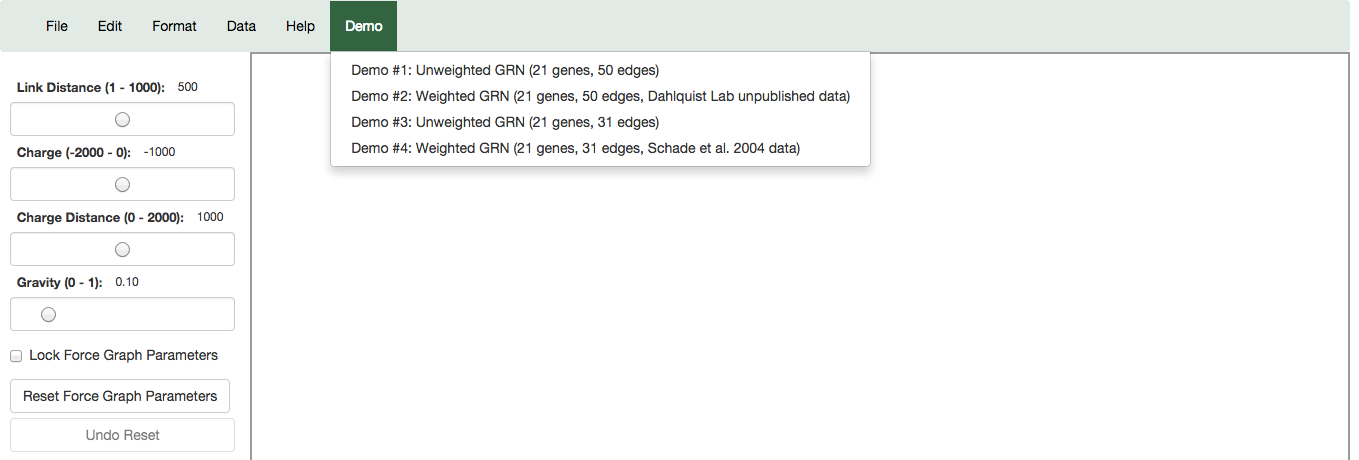 File Edit Format Data Help Demo
Demo #1: Unweighted GRN (21 genes, 50 edges)
Demo #2: Weighted GRN (21 genes, 50 edges, Dahlquist Lab unpublished data)
Demo #3: Unweighted GRN (21 genes, 31 edges)
Demo #4: Weighted GRN (21 genes, 31 edges, Schade et al. 2004 data)
Link Distance (1 - 1000): 500
Charge (-2000 - 0): -1000
Charge Distance (0 - 2000): 1000
Gravity (0 - 1): 0.10
Lock Force Graph Parameters
Reset Force Graph Parameters
Undo Reset